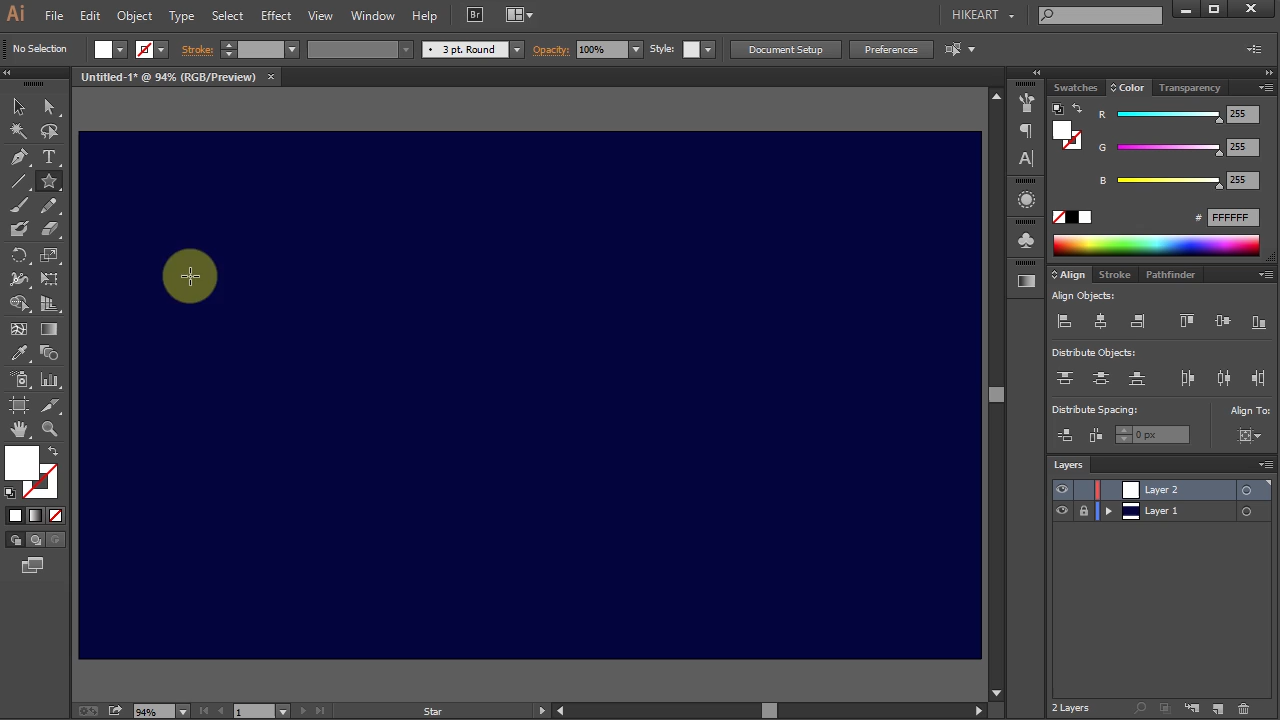 Ai File Edit Object Type Select Effect View Window Help Br HIKEART
No Selection Stroke: 3 pt. Round Opacity: 100% Style: Document Setup Preferences
Untitled-1* @ 94% (RGB/Preview) ×
Swatches Color Transparency
R 255
G 255
B 255
# FFFFFF
Align Stroke Pathfinder
Align Objects:
Distribute Objects:
Distribute Spacing: Align To:
0 px
Layers
Layer 2
Layer 1
2 Layers
94% 1 Star